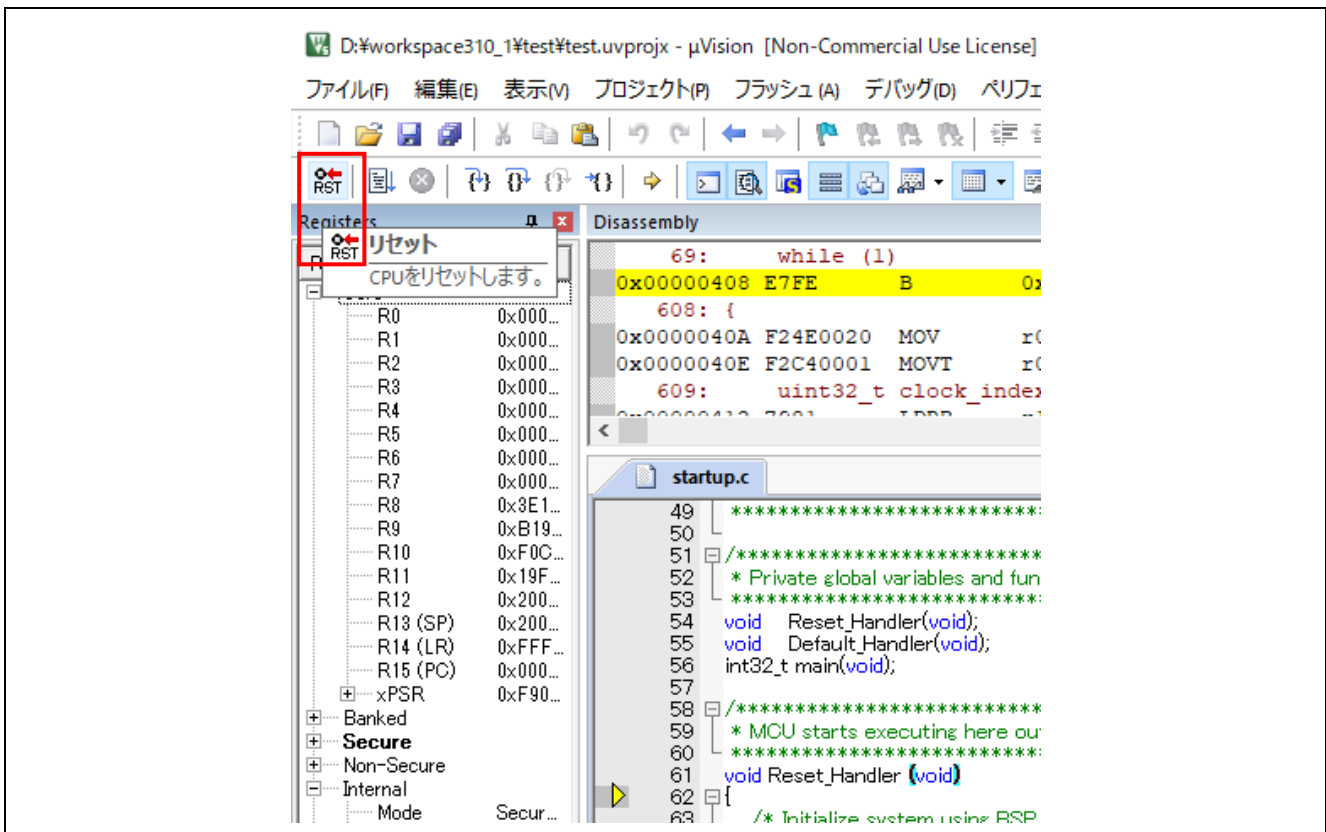 D:¥workspace310_1¥test¥test.uvprojx - µVision [Non-Commercial Use License]
ファイル(F) 編集(E) 表示(V) プロジェクト(P) フラッシュ (A) デバッグ(D) ペリフェ
RST
Registers
RST リセット
CPUをリセットします。
R0 0x000...
R1 0x000...
R2 0x000...
R3 0x000...
R4 0x000...
R5 0x000...
R6 0x000...
R7 0x000...
R8 0x3E1...
R9 0xB19...
R10 0xF0C...
R11 0x19F...
R12 0x200...
R13 (SP) 0x200...
R14 (LR) 0xFFF...
R15 (PC) 0x000...
xPSR 0xF90...
Banked
Secure
Non-Secure
Internal
Mode Secur...
Disassembly
69: while (1)
0x00000408 E7FE B 0x
608: {
0x0000040A F24E0020 MOV r0
0x0000040E F2C40001 MOVT r0
609: uint32_t clock_index
startup.c
49 ****************************
50
51 /****************************
52 * Private global variables and fun
53 ****************************
54 void Reset_Handler(void);
55 void Default_Handler(void);
56 int32_t main(void);
57
58 /****************************
59 * MCU starts executing here ou
60 ****************************
61 void Reset_Handler (void)
62 {
63 /* Initialize system using BSP